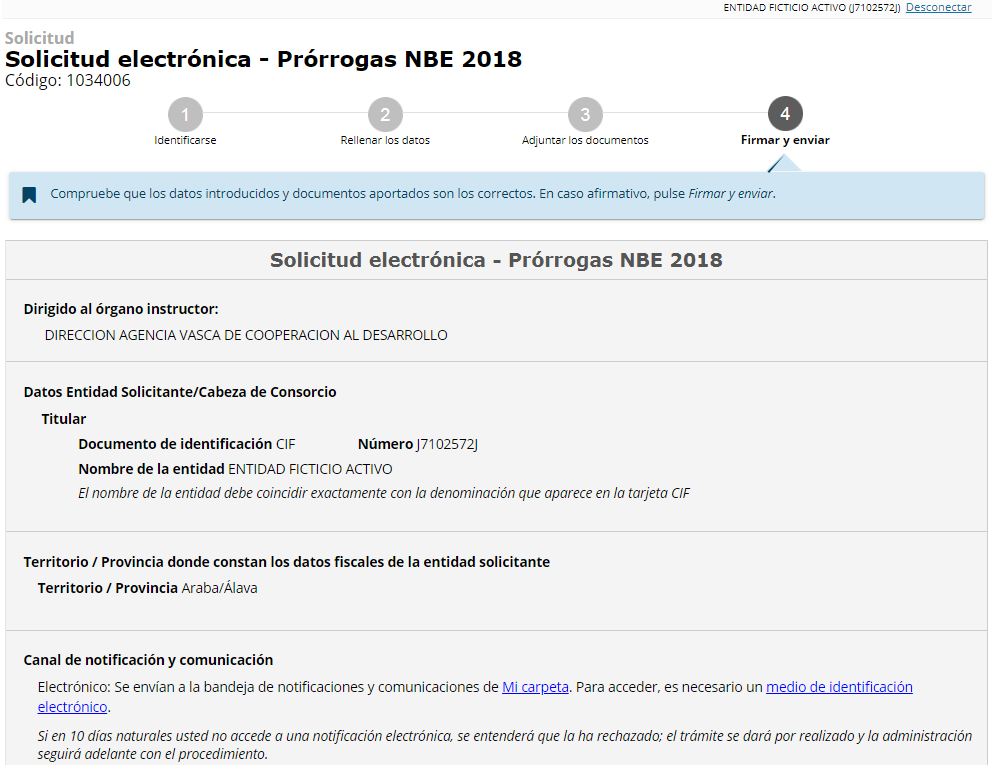 ENTIDAD FICTICIO ACTIVO (J7102572J) Desconectar
Solicitud
Solicitud electrónica - Prórrogas NBE 2018
Código: 1034006
1 2 3 4
Identificarse Rellenar los datos Adjuntar los documentos Firmar y enviar
Compruebe que los datos introducidos y documentos aportados son los correctos. En caso afirmativo, pulse Firmar y enviar.
Solicitud electrónica - Prórrogas NBE 2018
Dirigido al órgano instructor:
DIRECCION AGENCIA VASCA DE COOPERACION AL DESARROLLO
Datos Entidad Solicitante/Cabeza de Consorcio
Titular
Documento de identificación CIF Número J7102572J
Nombre de la entidad ENTIDAD FICTICIO ACTIVO
El nombre de la entidad debe coincidir exactamente con la denominación que aparece en la tarjeta CIF
Territorio / Provincia donde constan los datos fiscales de la entidad solicitante
Territorio / Provincia Araba/Álava
Canal de notificación y comunicación
Electrónico: Se envían a la bandeja de notificaciones y comunicaciones de Mi carpeta. Para acceder, es necesario un medio de identificación
electrónico.
Si en 10 días naturales usted no accede a una notificación electrónica, se entenderá que la ha rechazado; el trámite se dará por realizado y la administración
seguirá adelante con el procedimiento.